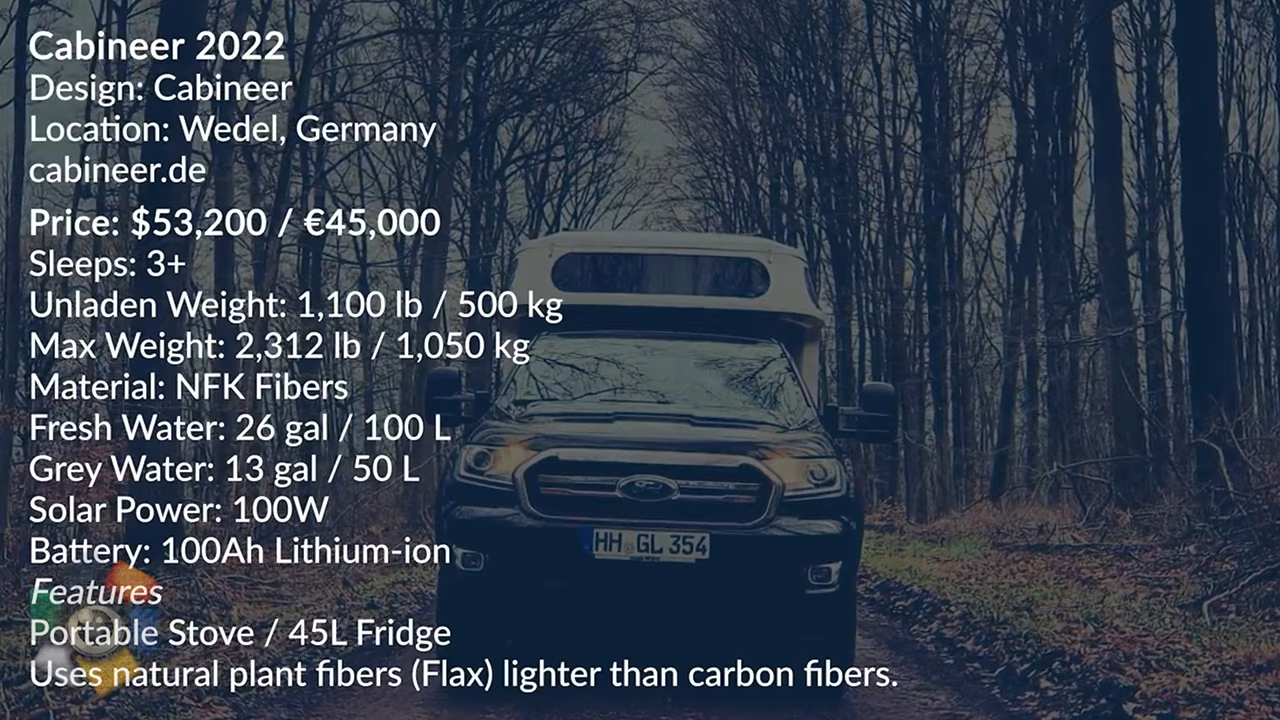 Cabineer 2022
Design: Cabineer
Location: Wedel, Germany
cabineer.de
Price: $53,200 / €45,000
Sleeps: 3+
Unladen Weight: 1,100 lb / 500 kg
Max Weight: 2,312 lb / 1,050 kg
Material: NFK Fibers
Fresh Water: 26 gal / 100 L
Grey Water: 13 gal / 50 L
Solar Power: 100W
Battery: 100Ah Lithium-ion
Features
Portable Stove / 45L Fridge
Uses natural plant fibers (Flax) lighter than carbon fibers.
Ford
HH GL 354